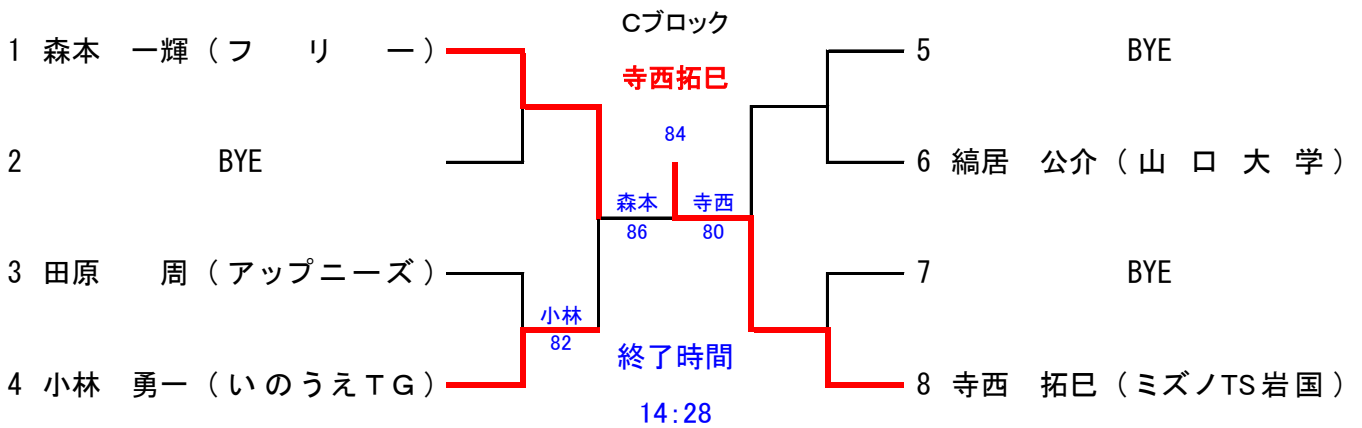 Cブロック
1 森本 一輝 (フ リ ー)
5 BYE
寺西拓巳
84
2 BYE
6 縞居 公介 (山 口 大 学)
森本 寺西
86 80
3 田原 周 (アップニーズ)
7 BYE
小林
82
終了時間
4 小林 勇一 (いのうえTG)
8 寺西 拓巳 (ミズノTS岩国)
14:28